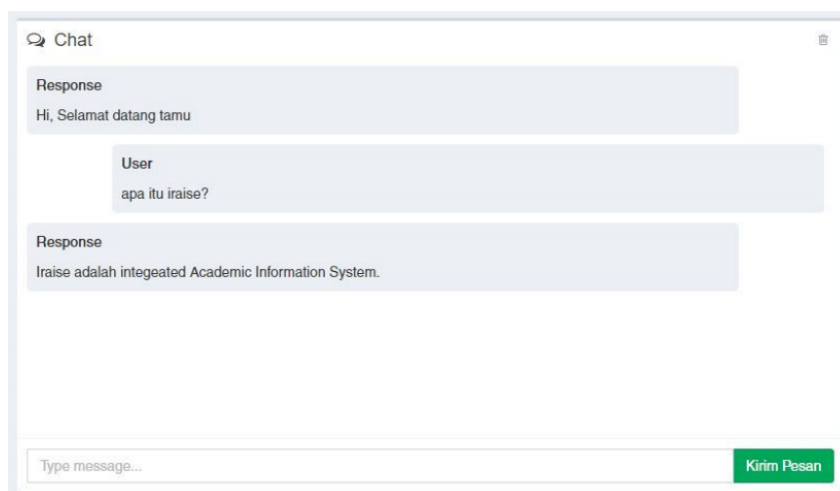 Chat
Response
Hi, Selamat datang tamu
User
apa itu iraise?
Response
Iraise adalah integeated Academic Information System.
Type message...
Kirim Pesan